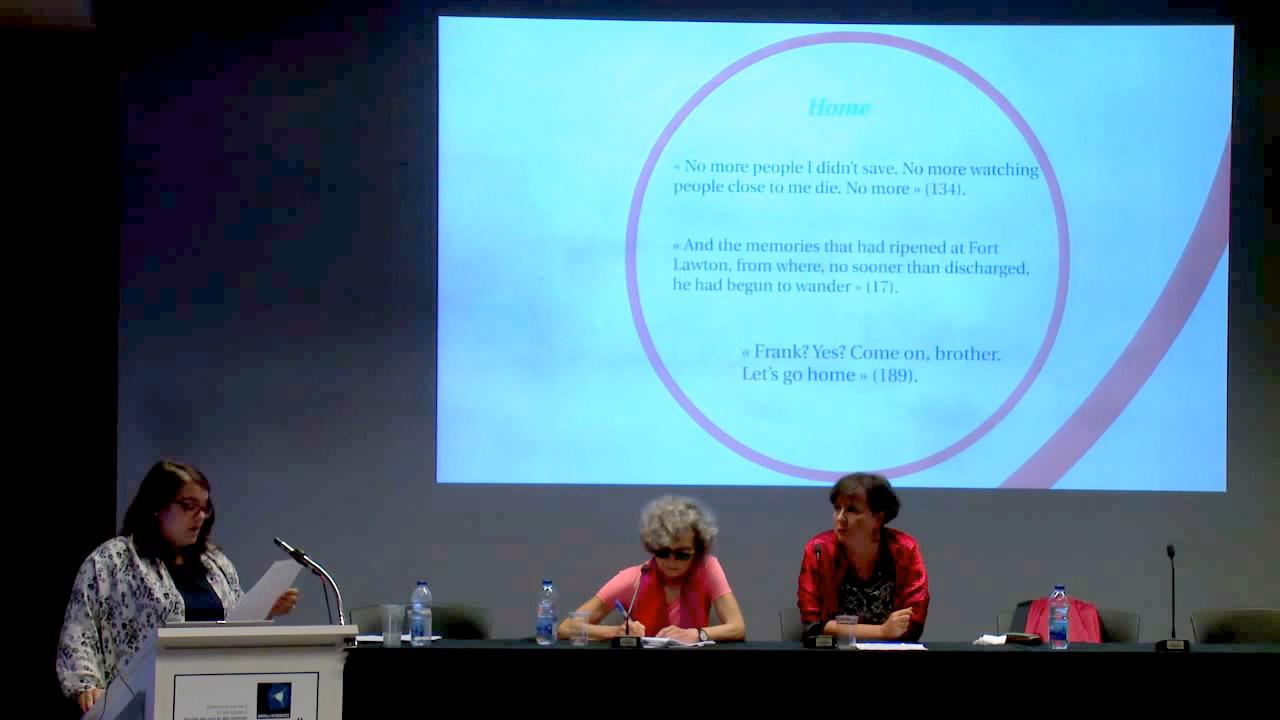 Home
« No more people I didn't save. No more watching
people close to me die. No more » (134).
« And the memories that had ripened at Fort
Lawton, from where, no sooner than discharged,
he had begun to wander » (17).
« Frank? Yes? Come on, brother.
Let's go home » (189).